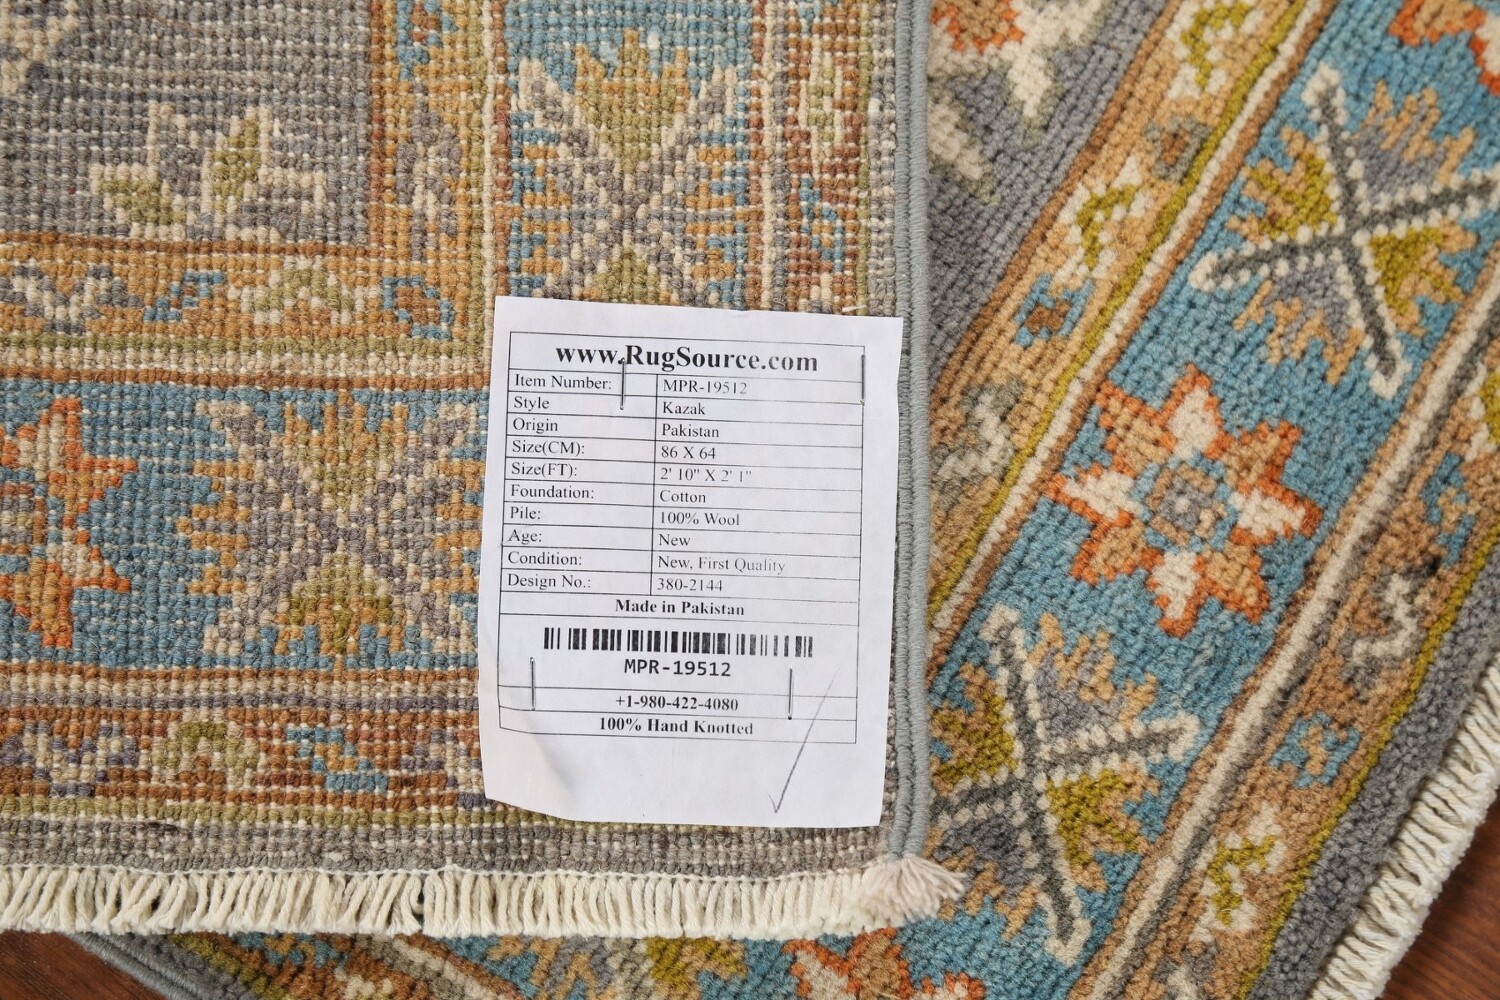 www.RugSource.com
Item Number: MPR-19512
Style Kazak
Origin Pakistan
Size(CM): 86 X 64
Size(FT): 2' 10" X 2' 1"
Foundation: Cotton
Pile: 100% Wool
Age: New
Condition: New, First Quality
Design No.: 380-2144
Made in Pakistan
MPR-19512
+1-980-422-4080
100% Hand Knotted